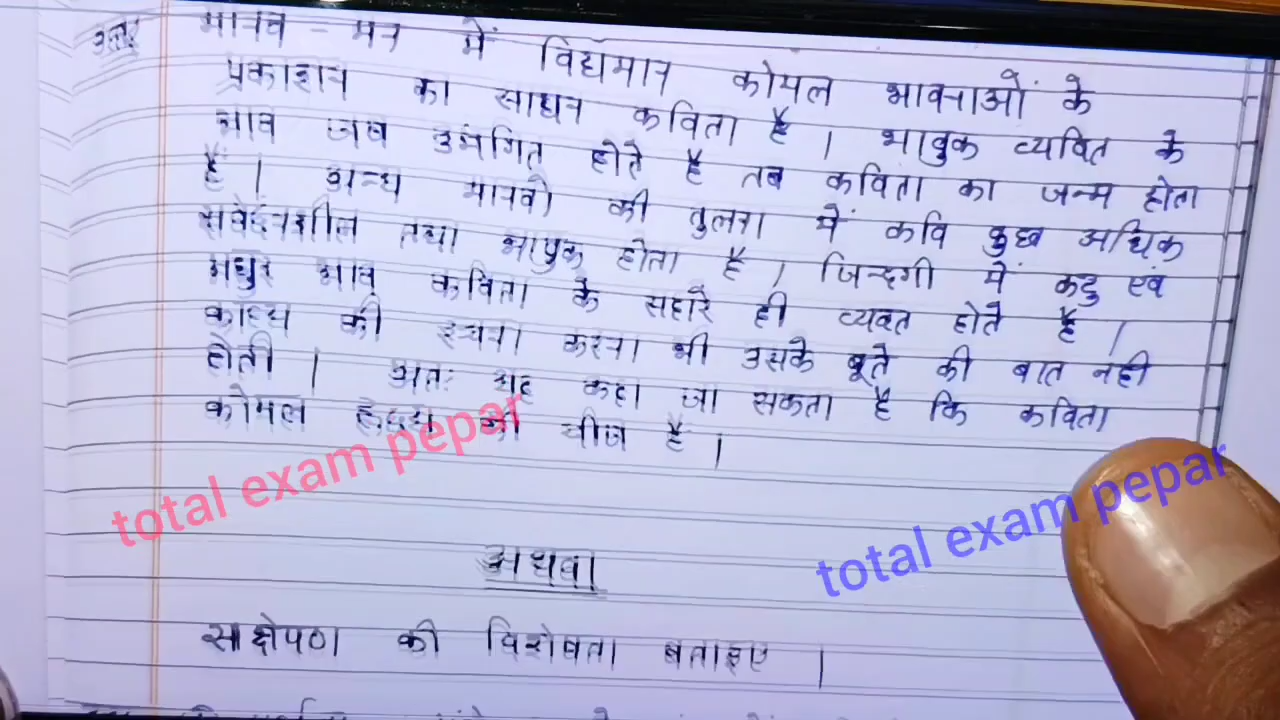 उत्तर मानव - मन में विद्यमान कोमल भावनाओं के
प्रकाशन का साधन कविता है । भावुक व्यक्ति के
भाव जब उमंगित होते है तब कविता का जन्म होता
है । अन्य मानवो की तुलना में कवि कुछ अधिक
सवेदनशील तथा भावुक होता है । जिन्दगी में कटु एवं
मधुर भाव कविता के सहारे ही व्यक्त होते है ।
काव्य की रचना करना भी उसके बूते की बात नही
होती । अतः यह कहा जा सकता है कि कविता
कोमल हृदय की चीज है ।
total exam pepar
total exam pepar
अथवा
साक्षेपण की विशेषता बताइए ।